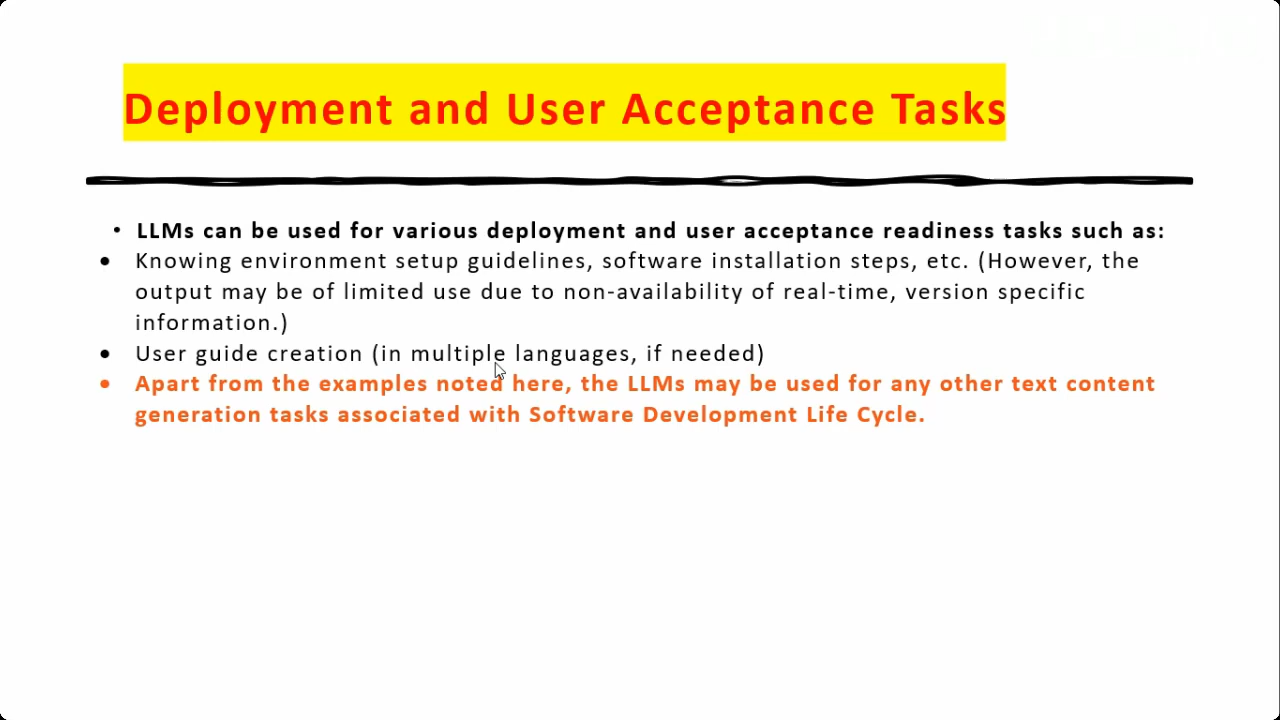 Deployment and User Acceptance Tasks
• LLMs can be used for various deployment and user acceptance readiness tasks such as:
• Knowing environment setup guidelines, software installation steps, etc. (However, the
output may be of limited use due to non-availability of real-time, version specific
information.)
• User guide creation (in multiple languages, if needed)
• Apart from the examples noted here, the LLMs may be used for any other text content
generation tasks associated with Software Development Life Cycle.